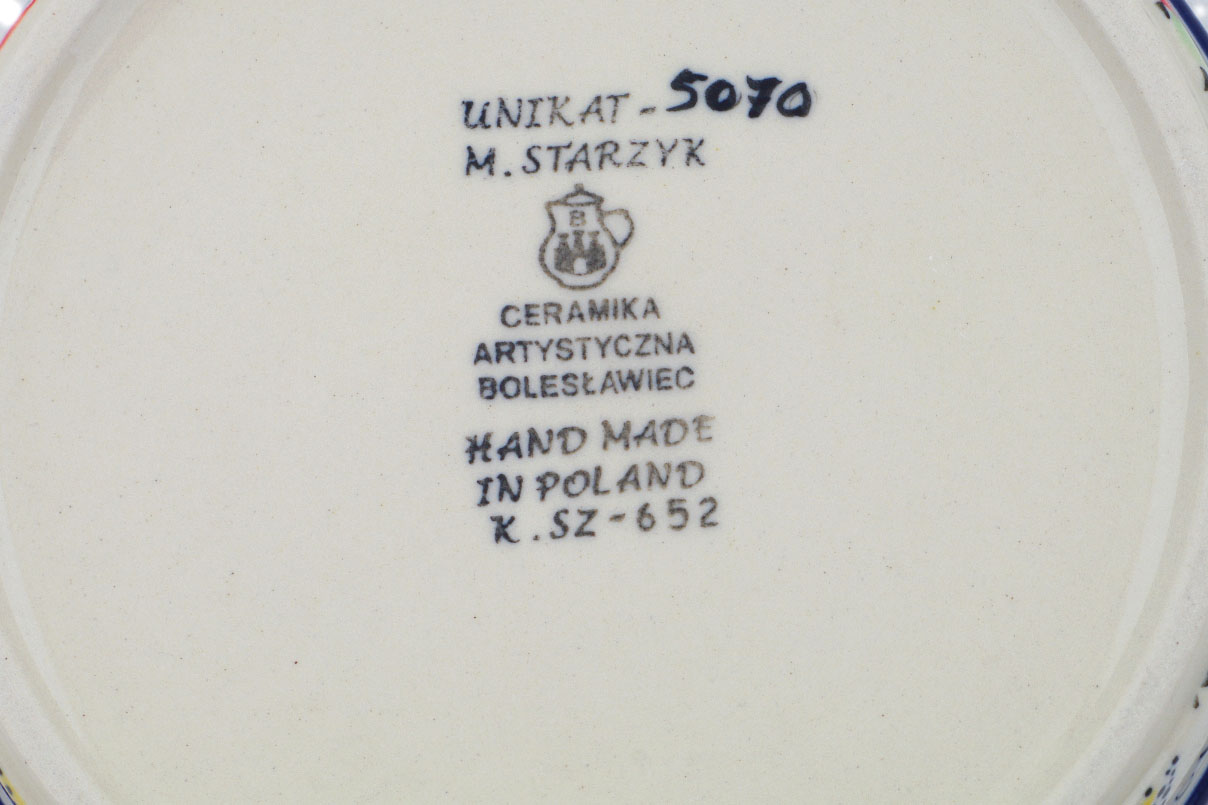 UNIKAT - 5070
M. STARZYK
B
CERAMIKA
ARTYSTYCZNA
BOLESŁAWIEC
HAND MADE
IN POLAND
K. SZ-652